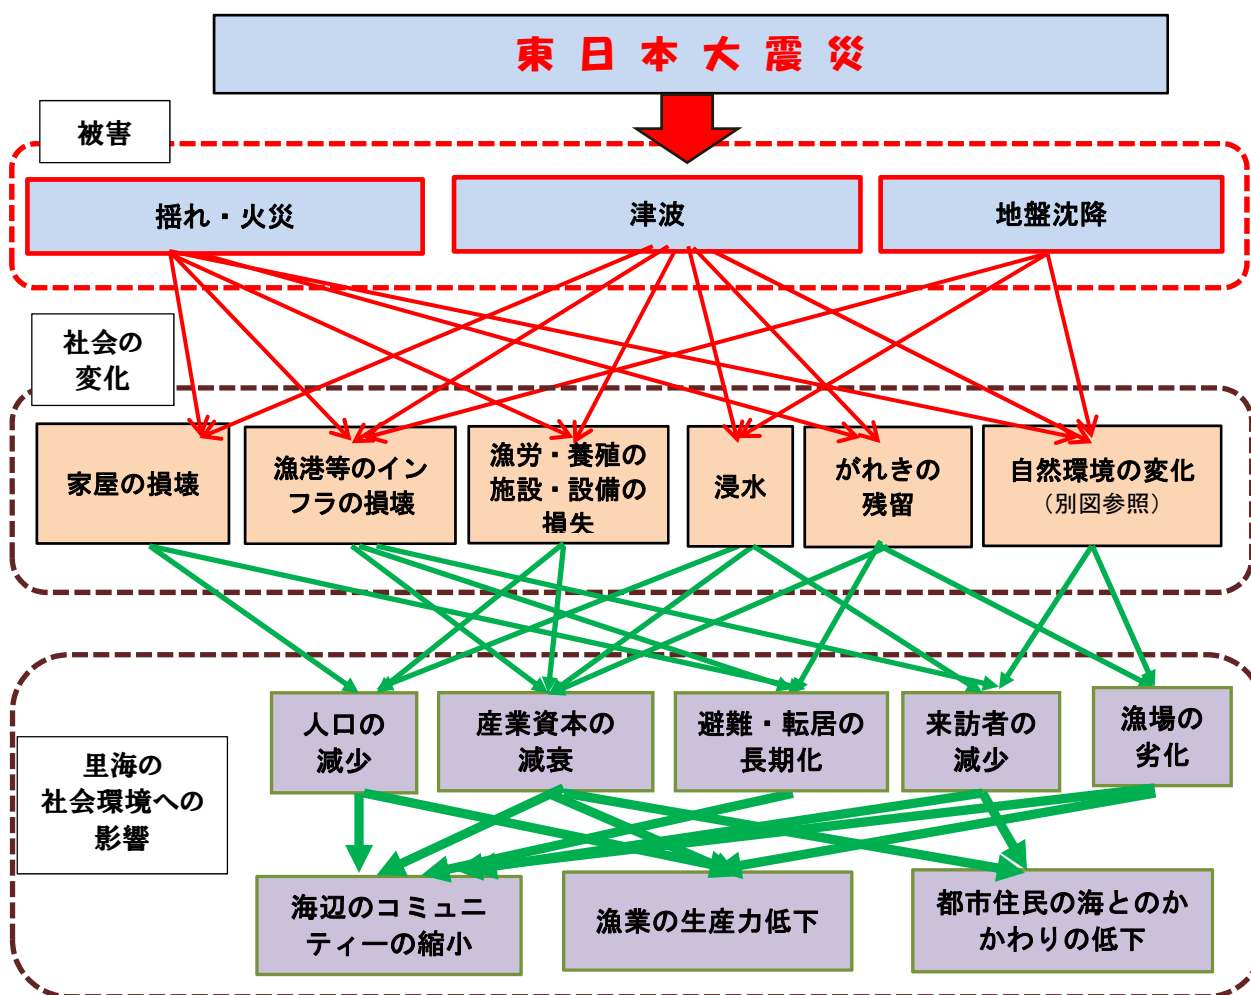 東日本大震災
被害
揺れ・火災
津波
地盤沈降
社会の
変化
家屋の損壊
漁港等のイン
フラの損壊
漁労・養殖の
施設・設備の
損失
浸水
がれきの
残留
自然環境の変化
（別図参照）
里海の
社会環境への
影響
人口の
減少
産業資本の
減衰
避難・転居の
長期化
来訪者の
減少
漁場の
劣化
海辺のコミュニ
ティーの縮小
漁業の生産力低下
都市住民の海とのか
かわりの低下